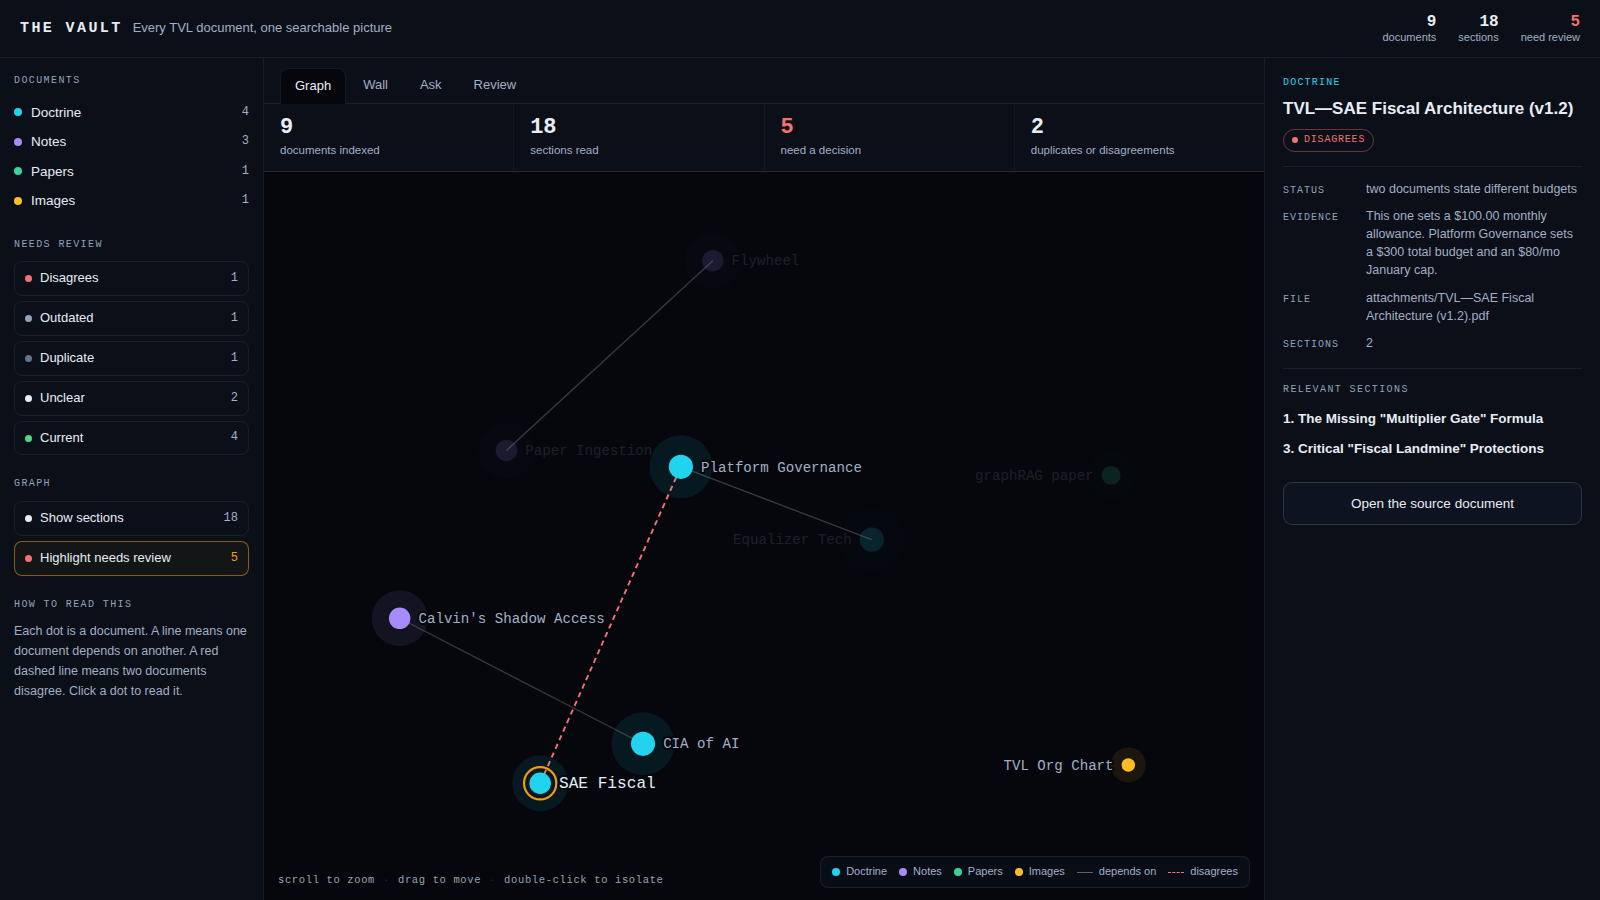 THE VAULT Every TVL document, one searchable picture
9 documents
18 sections
5 need review
DOCUMENTS
Doctrine 4
Notes 3
Papers 1
Images 1
NEEDS REVIEW
Disagrees 1
Outdated 1
Duplicate 1
Unclear 2
Current 4
GRAPH
Show sections 18
Highlight needs review 5
HOW TO READ THIS
Each dot is a document. A line means one
document depends on another. A red
dashed line means two documents
disagree. Click a dot to read it.
Graph Wall Ask Review
9
documents indexed
18
sections read
5
need a decision
2
duplicates or disagreements
Flywheel
Paper Ingestion
Platform Governance
graphRAG paper
Equalizer Tech
Calvin's Shadow Access
CIA of AI
TVL Org Chart
SAE Fiscal
scroll to zoom · drag to move · double-click to isolate
Doctrine Notes Papers Images depends on disagrees
DOCTRINE
TVL—SAE Fiscal Architecture (v1.2)
DISAGREES
STATUS two documents state different budgets
EVIDENCE This one sets a $100.00 monthly
allowance. Platform Governance sets
a $300 total budget and an $80/mo
January cap.
FILE attachments/TVL—SAE Fiscal
Architecture (v1.2).pdf
SECTIONS 2
RELEVANT SECTIONS
1. The Missing "Multiplier Gate" Formula
3. Critical "Fiscal Landmine" Protections
Open the source document